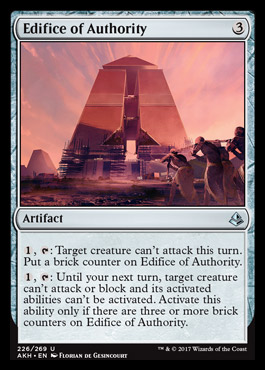 Edifice of Authority 3
Artifact
1, T: Target creature can't attack this turn.
Put a brick counter on Edifice of Authority.
1, T: Until your next turn, target creature
can't attack or block and its activated
abilities can't be activated. Activate this
ability only if there are three or more brick
counters on Edifice of Authority.
226/269 U
AKH • EN Florian de Gesincourt
™ & © 2017 Wizards of the Coast